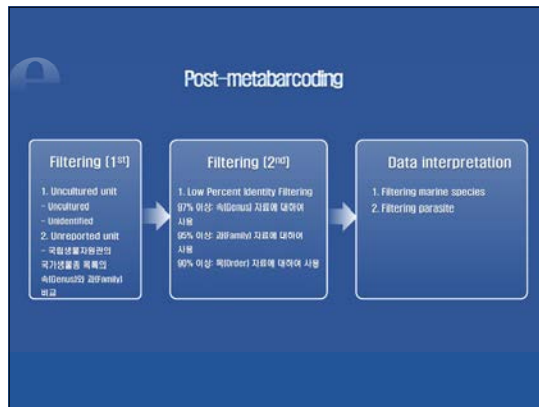 e
Post-metabarcoding
Filtering (1st)
1. Uncultured unit
- Uncultured
- Unidentified
2. Unreported unit
- 국립생물자원관의
국가생물종 목록의
속(Genus)와 과(Family)
비교
Filtering (2nd)
1. Low Percent Identity Filtering
97% 이상: 속(Genus) 자료에 대하여
사용
95% 이상: 과(Family) 자료에 대하여
사용
90% 이상: 목(Order) 자료에 대하여 사용
Data interpretation
1. Filtering marine species
2. Filtering parasite